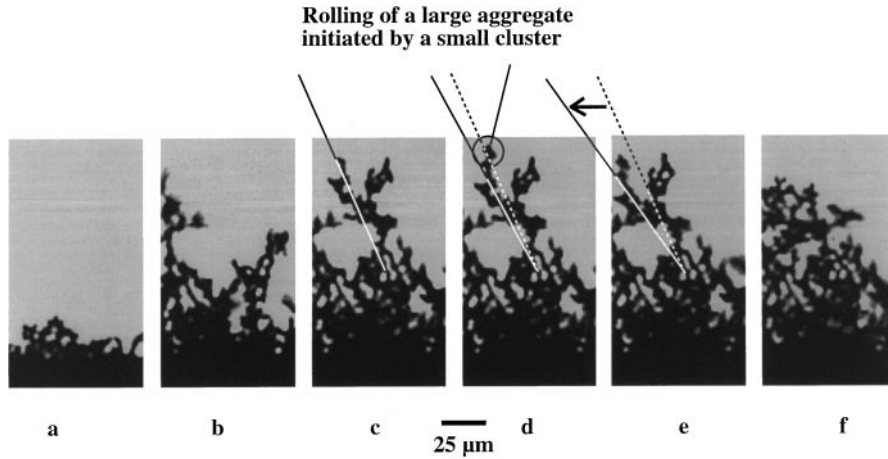 Rolling of a large aggregate
initiated by a small cluster
a
b
c
d
e
f
25 µm